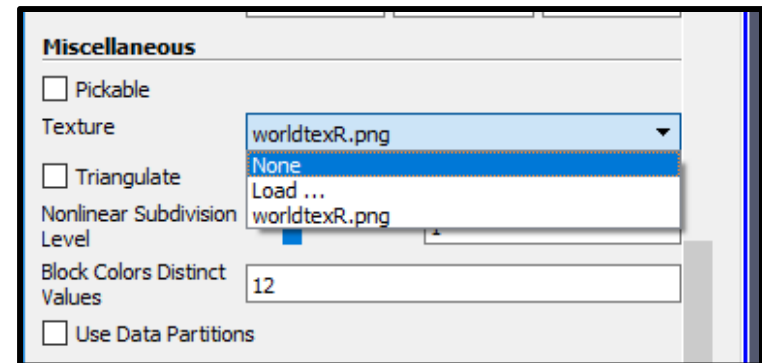 Miscellaneous
Pickable
Texture
worldtexR.png
None
Triangulate
Load ...
Nonlinear Subdivision
worldtexR.png
Level
Block Colors Distinct
12
Values
Use Data Partitions